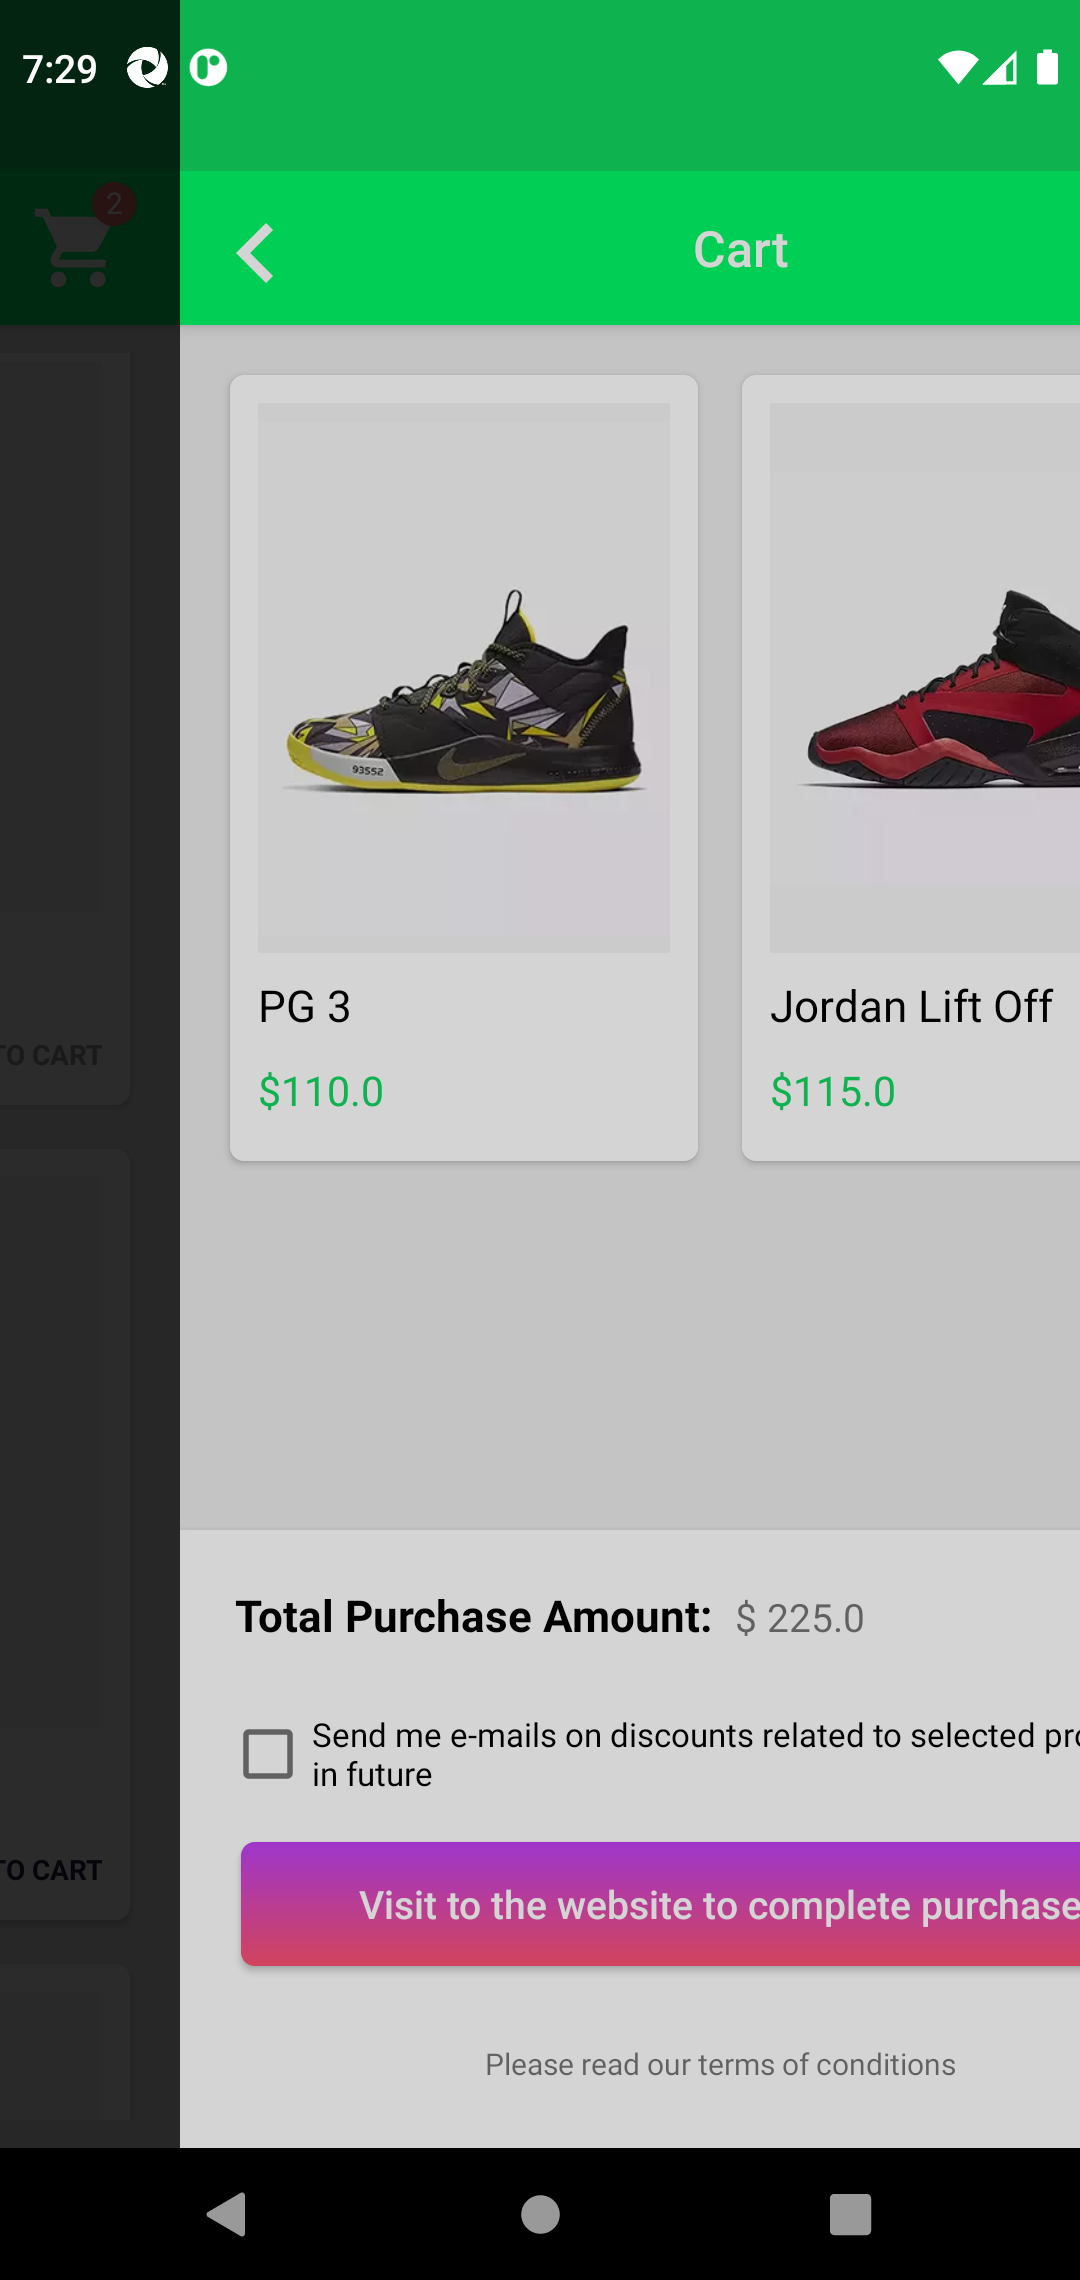 7:29
2
Cart
93552
PG 3
$110.0
Jordan Lift Off
$115.0
TO CART
Total Purchase Amount: $ 225.0
Send me e-mails on discounts related to selected pro
in future
TO CART
Visit to the website to complete purchase
Please read our terms of conditions